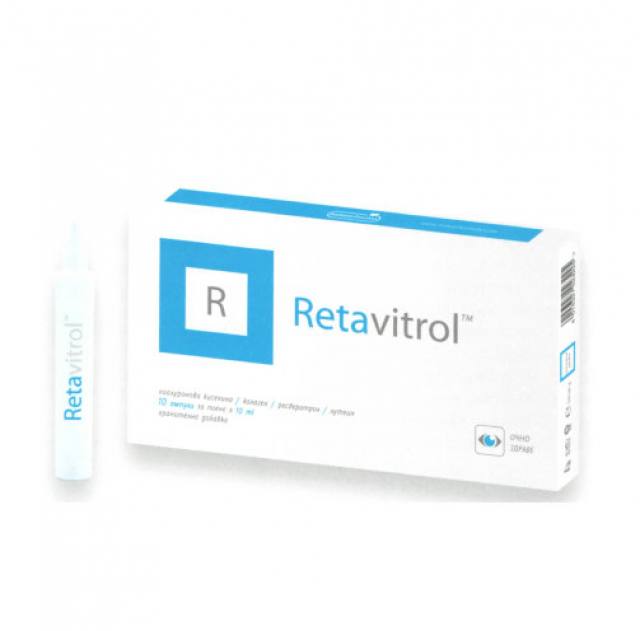 R
Retavitrol™
хиалуронова киселина / колаген / ресвератрол / лутеин
10 ампули за пиене x 10 ml
хранителна добавка
ОЧНО
ЗДРАВЕ
Retavitrol™